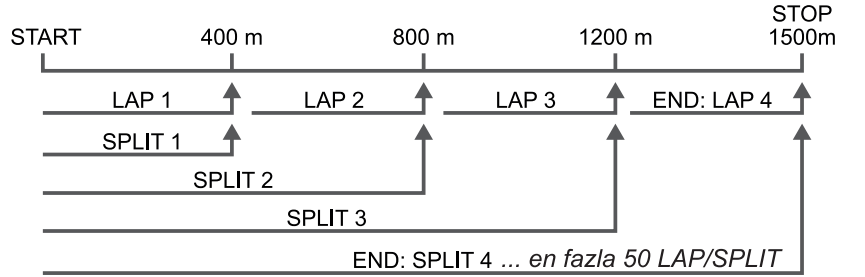 STOP
START 400 m 800 m 1200 m 1500m
LAP 1 LAP 2 LAP 3 END: LAP 4
SPLIT 1
SPLIT 2
SPLIT 3
END: SPLIT 4 ... en fazla 50 LAP/SPLIT